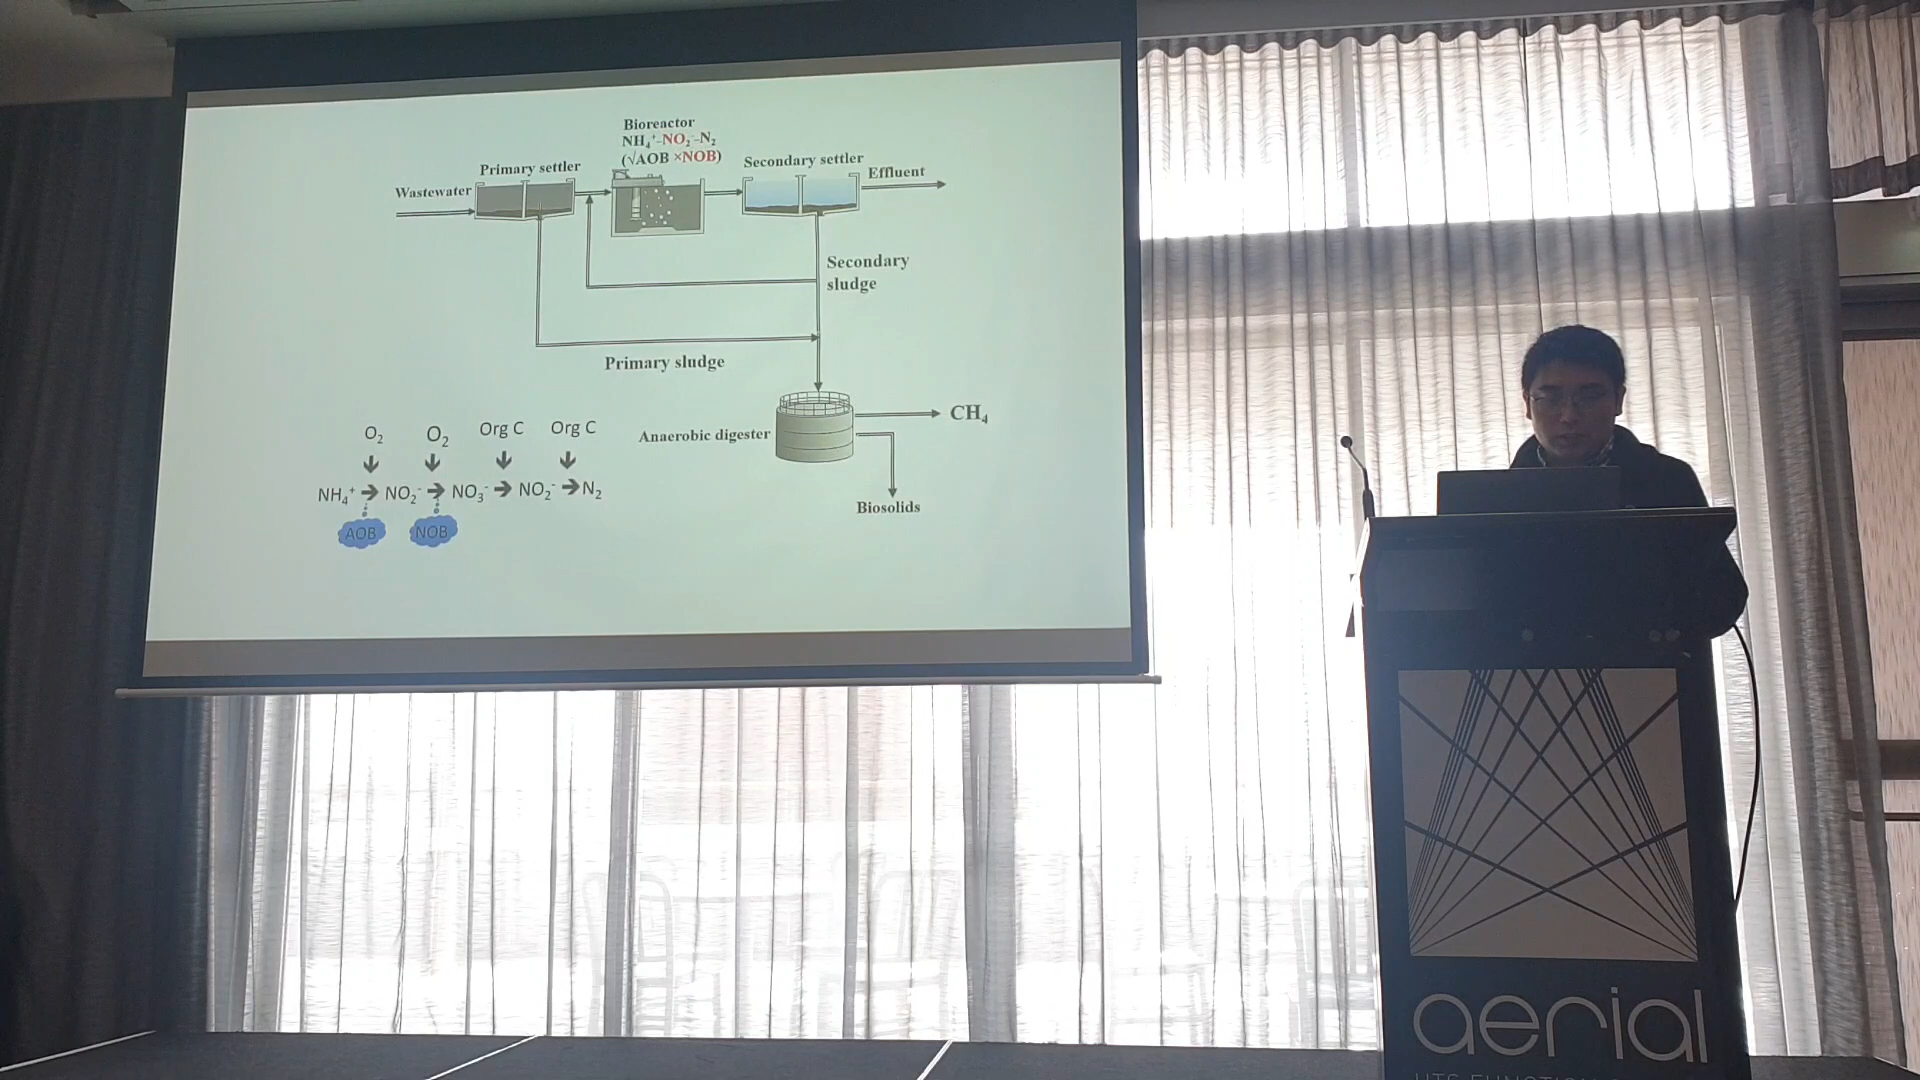 Bioreactor
NH₄⁺-NO₂⁻-N₂
(√AOB ×NOB)
Primary settler
Secondary settler
Wastewater
Effluent
Secondary
sludge
Primary sludge
O₂ O₂ Org C Org C
NH₄⁺ → NO₂⁻ → NO₃⁻ → NO₂⁻ → N₂
AOB NOB
Anaerobic digester
CH₄
Biosolids
aerial